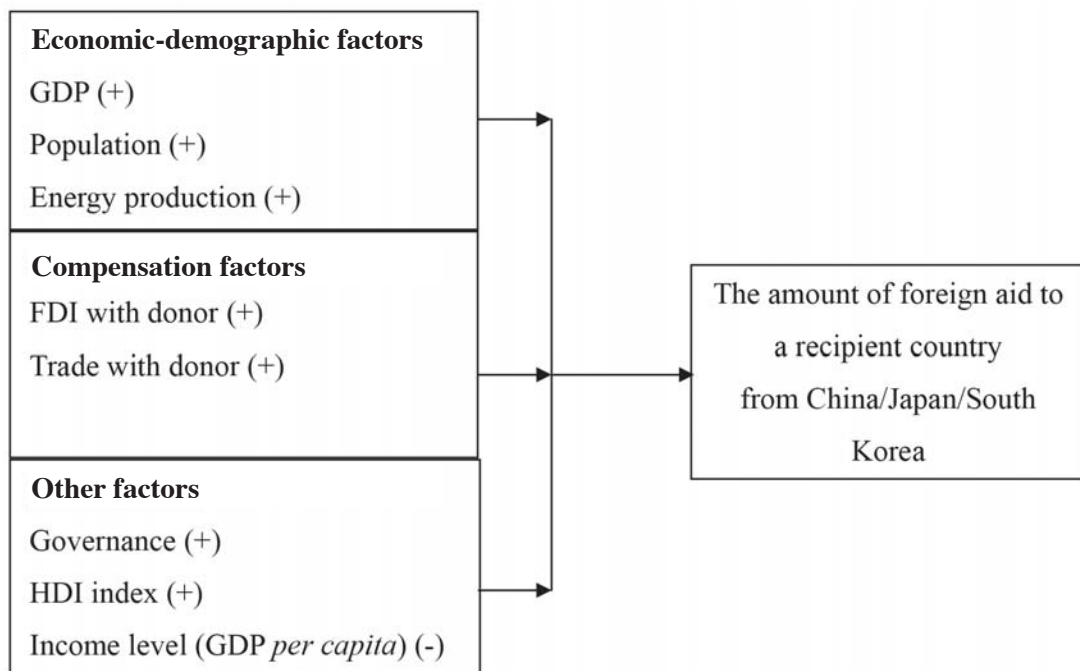 Economic-demographic factors
GDP (+)
Population (+)
Energy production (+)
Compensation factors
FDI with donor (+)
Trade with donor (+)
Other factors
Governance (+)
HDI index (+)
Income level (GDP per capita) (-)
The amount of foreign aid to
a recipient country
from China/Japan/South
Korea